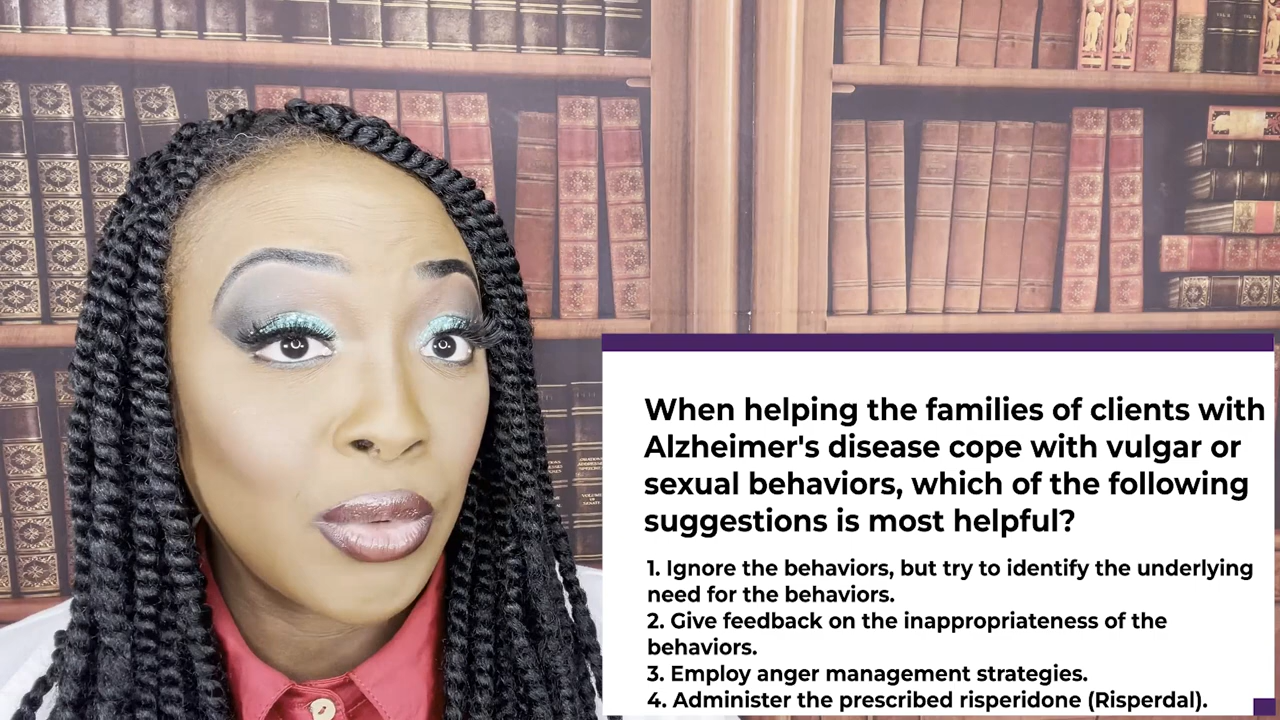 When helping the families of clients with
Alzheimer's disease cope with vulgar or
sexual behaviors, which of the following
suggestions is most helpful?
1. Ignore the behaviors, but try to identify the underlying
need for the behaviors.
2. Give feedback on the inappropriateness of the
behaviors.
3. Employ anger management strategies.
4. Administer the prescribed risperidone (Risperdal).